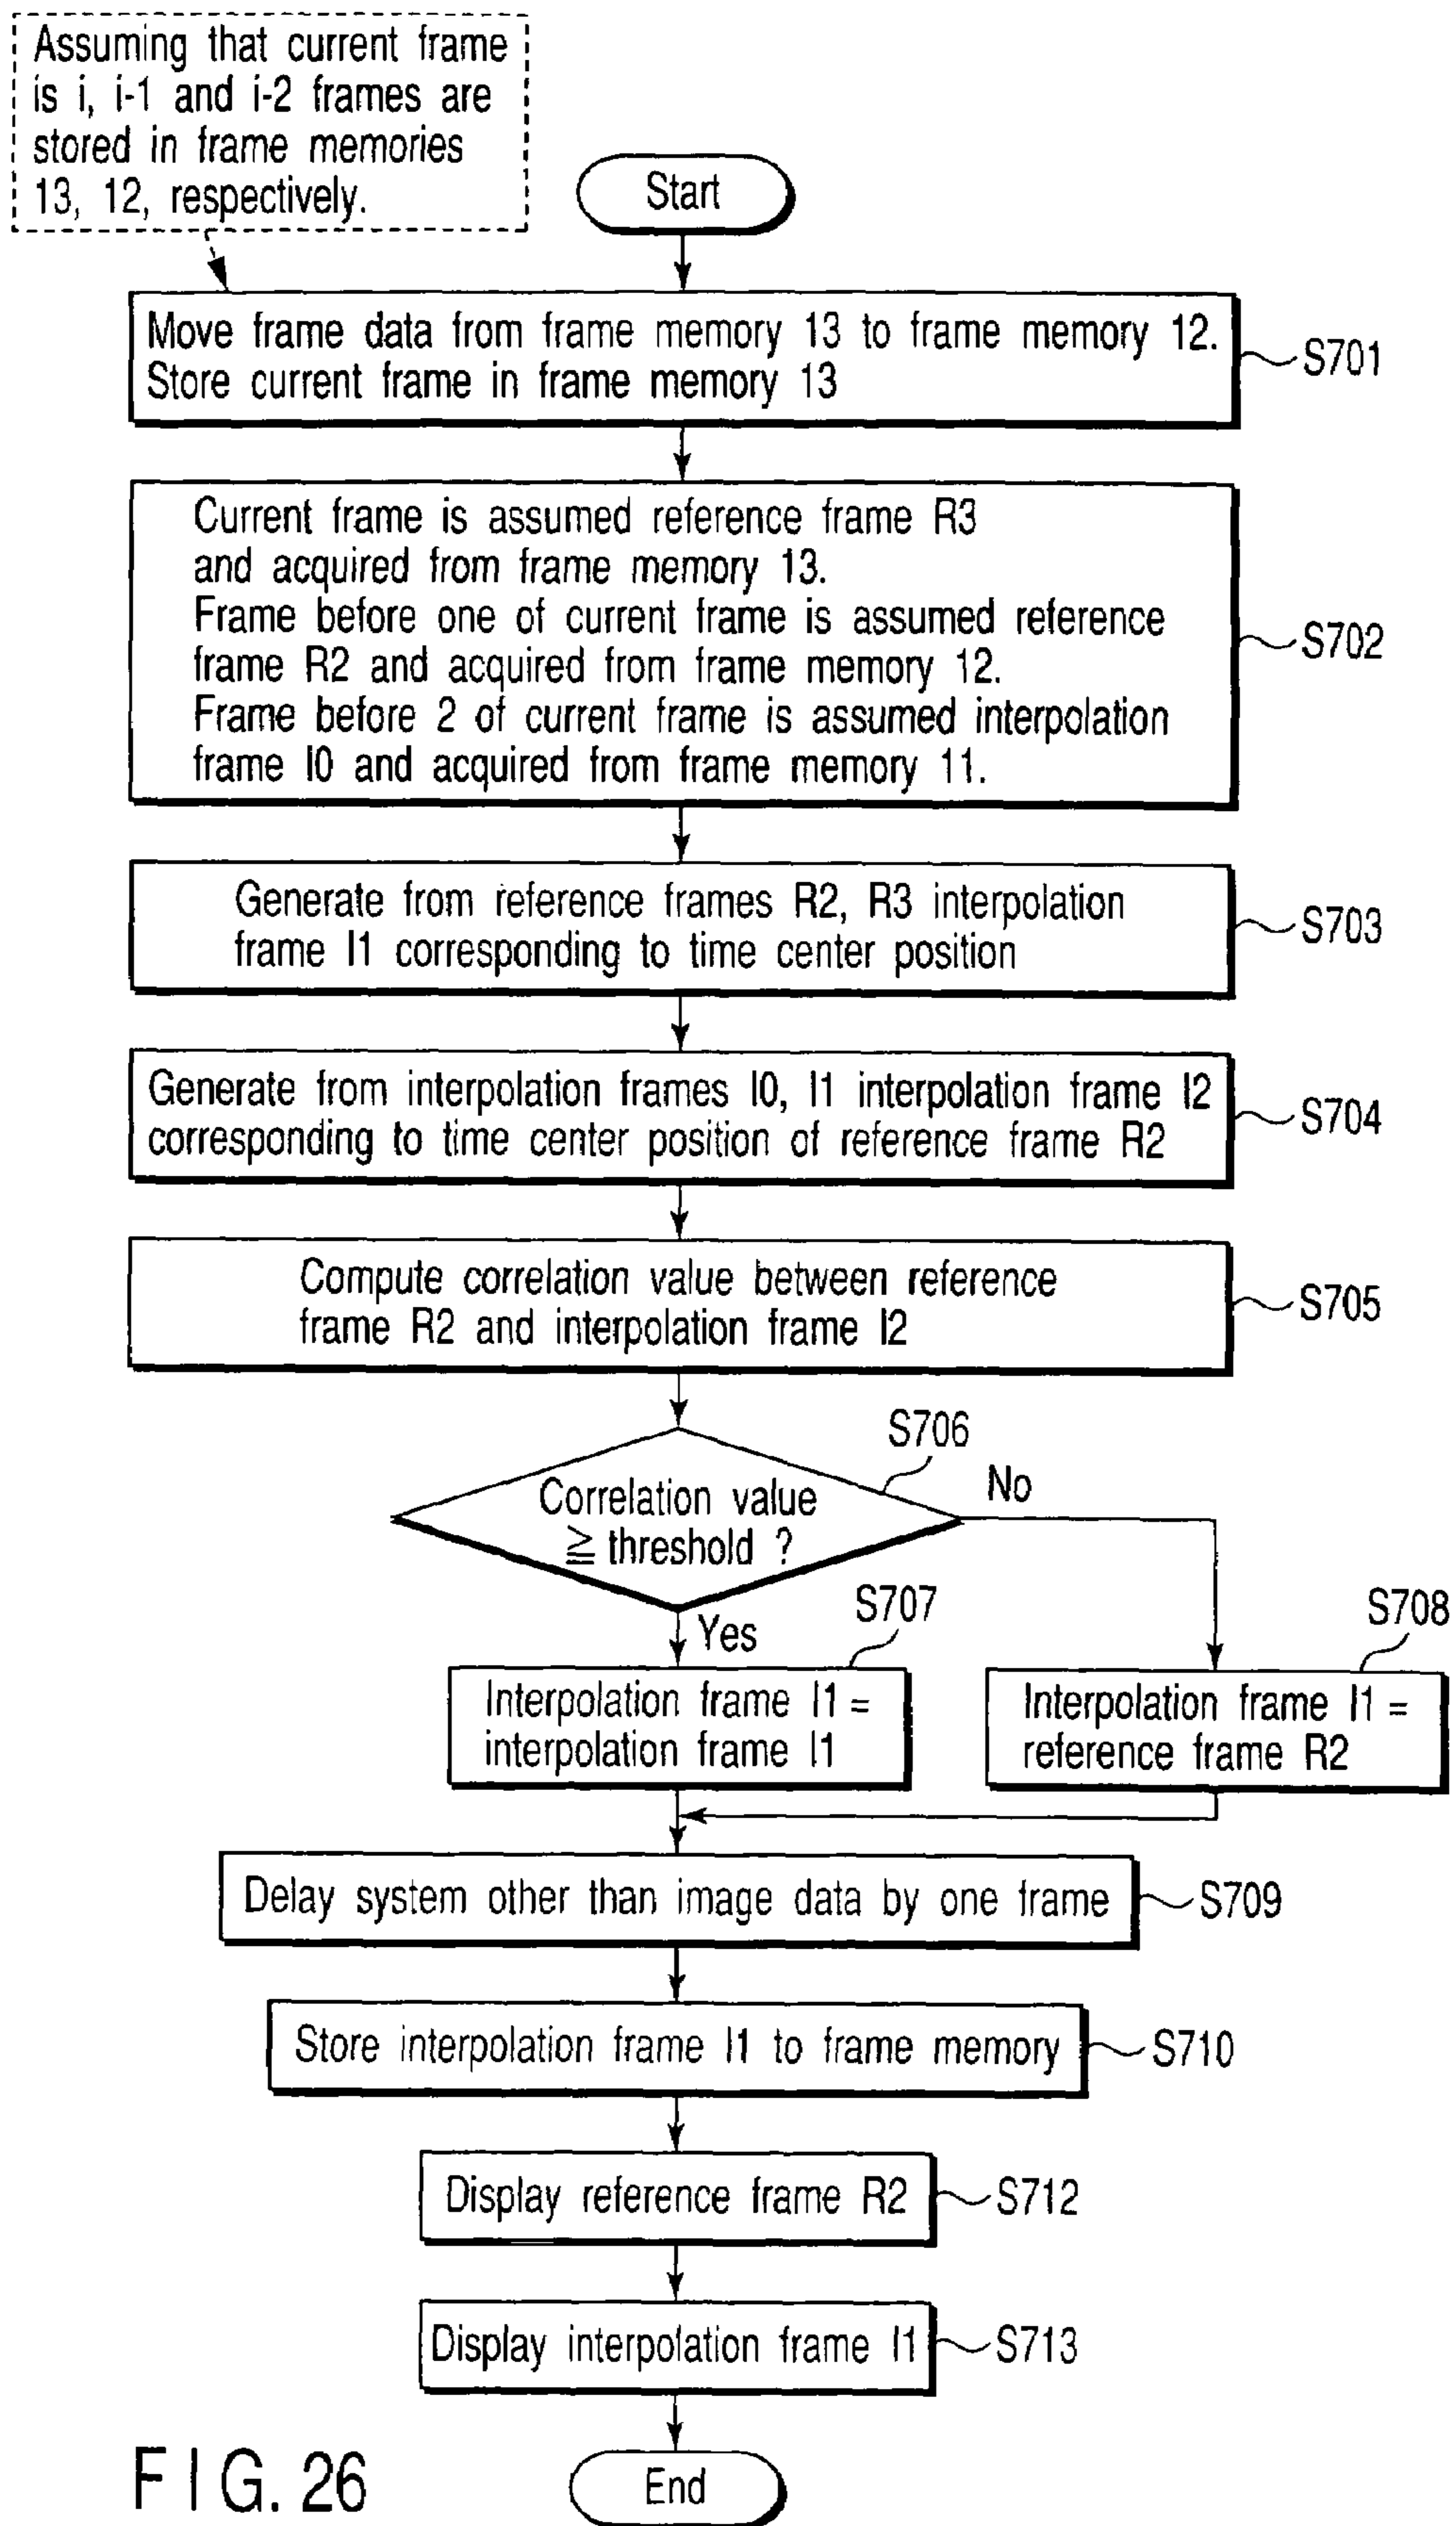 Assuming that current frame
is i, i-1 and i-2 frames are
stored in frame memories
13, 12, respectively.
Start
Move frame data from frame memory 13 to frame memory 12.
Store current frame in frame memory 13
S701
Current frame is assumed reference frame R3
and acquired from frame memory 13.
Frame before one of current frame is assumed reference
frame R2 and acquired from frame memory 12.
Frame before 2 of current frame is assumed interpolation
frame I0 and acquired from frame memory 11.
S702
Generate from reference frames R2, R3 interpolation
frame I1 corresponding to time center position
S703
Generate from interpolation frames I0, I1 interpolation frame I2
corresponding to time center position of reference frame R2
S704
Compute correlation value between reference
frame R2 and interpolation frame I2
S705
S706
Correlation value
≧ threshold ?
No
Yes
S707
Interpolation frame I1 =
interpolation frame I1
S708
Interpolation frame I1 =
reference frame R2
Delay system other than image data by one frame
S709
Store interpolation frame I1 to frame memory
S710
Display reference frame R2
S712
Display interpolation frame I1
S713
End
FIG. 26